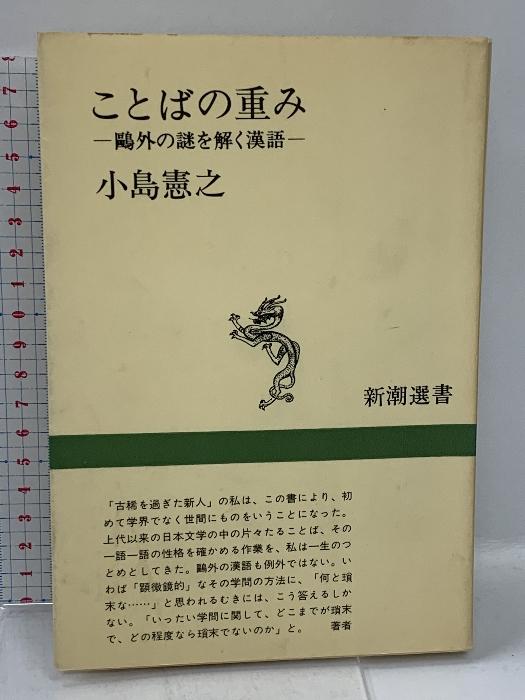 ことばの重み
―鷗外の謎を解く漢語―
小島憲之
新潮選書
「古稀を過ぎた新人」の私は、この書により、初
めて学界でなく世間にものをいうことになった。
上代以来の日本文学の中の片々たることば、その
一語一語の性格を確かめる作業を、私は一生のつ
とめとしてきた。鷗外の漢語も例外ではない。い
わば「顕微鏡的」なその学問の方法に、「何と瑣
末な……」と思われるむきには、こう答えるしか
ない。「いったい学問に関して、どこまでが瑣末
で、どの程度なら瑣末でないのか」と。　著者